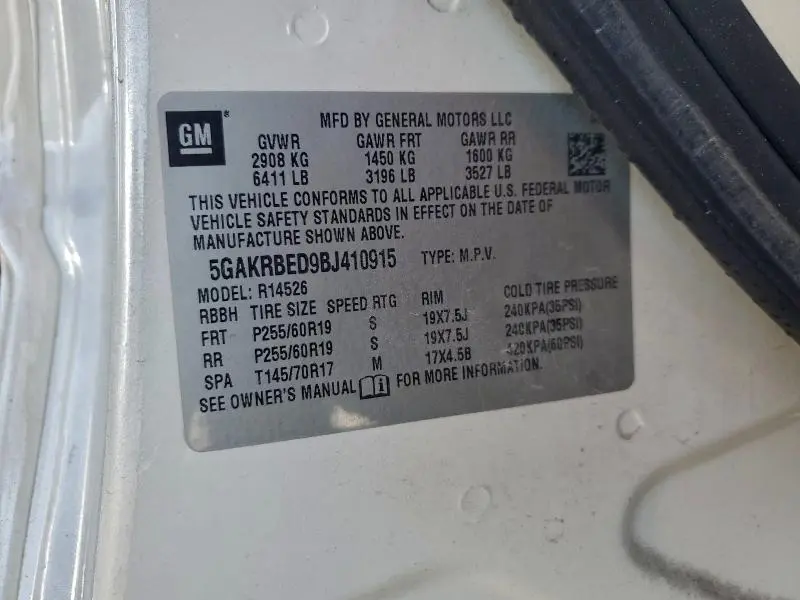 GM®
MFD BY GENERAL MOTORS LLC
GVWR GAWR FRT GAWR RR
2908 KG 1450 KG 1600 KG
6411 LB 3196 LB 3527 LB
THIS VEHICLE CONFORMS TO ALL APPLICABLE U.S. FEDERAL MOTOR
VEHICLE SAFETY STANDARDS IN EFFECT ON THE DATE OF
MANUFACTURE SHOWN ABOVE.
5GAKRBED9BJ410915 TYPE: M.P.V.
MODEL: R14526
RBBH TIRE SIZE SPEED RTG RIM COLD TIRE PRESSURE
FRT P255/60R19 S 19X7.5J 240KPA(35PSI)
RR P255/60R19 S 19X7.5J 240KPA(35PSI)
SPA T145/70R17 M 17X4.5B 420KPA(60PSI)
SEE OWNER'S MANUAL FOR MORE INFORMATION.